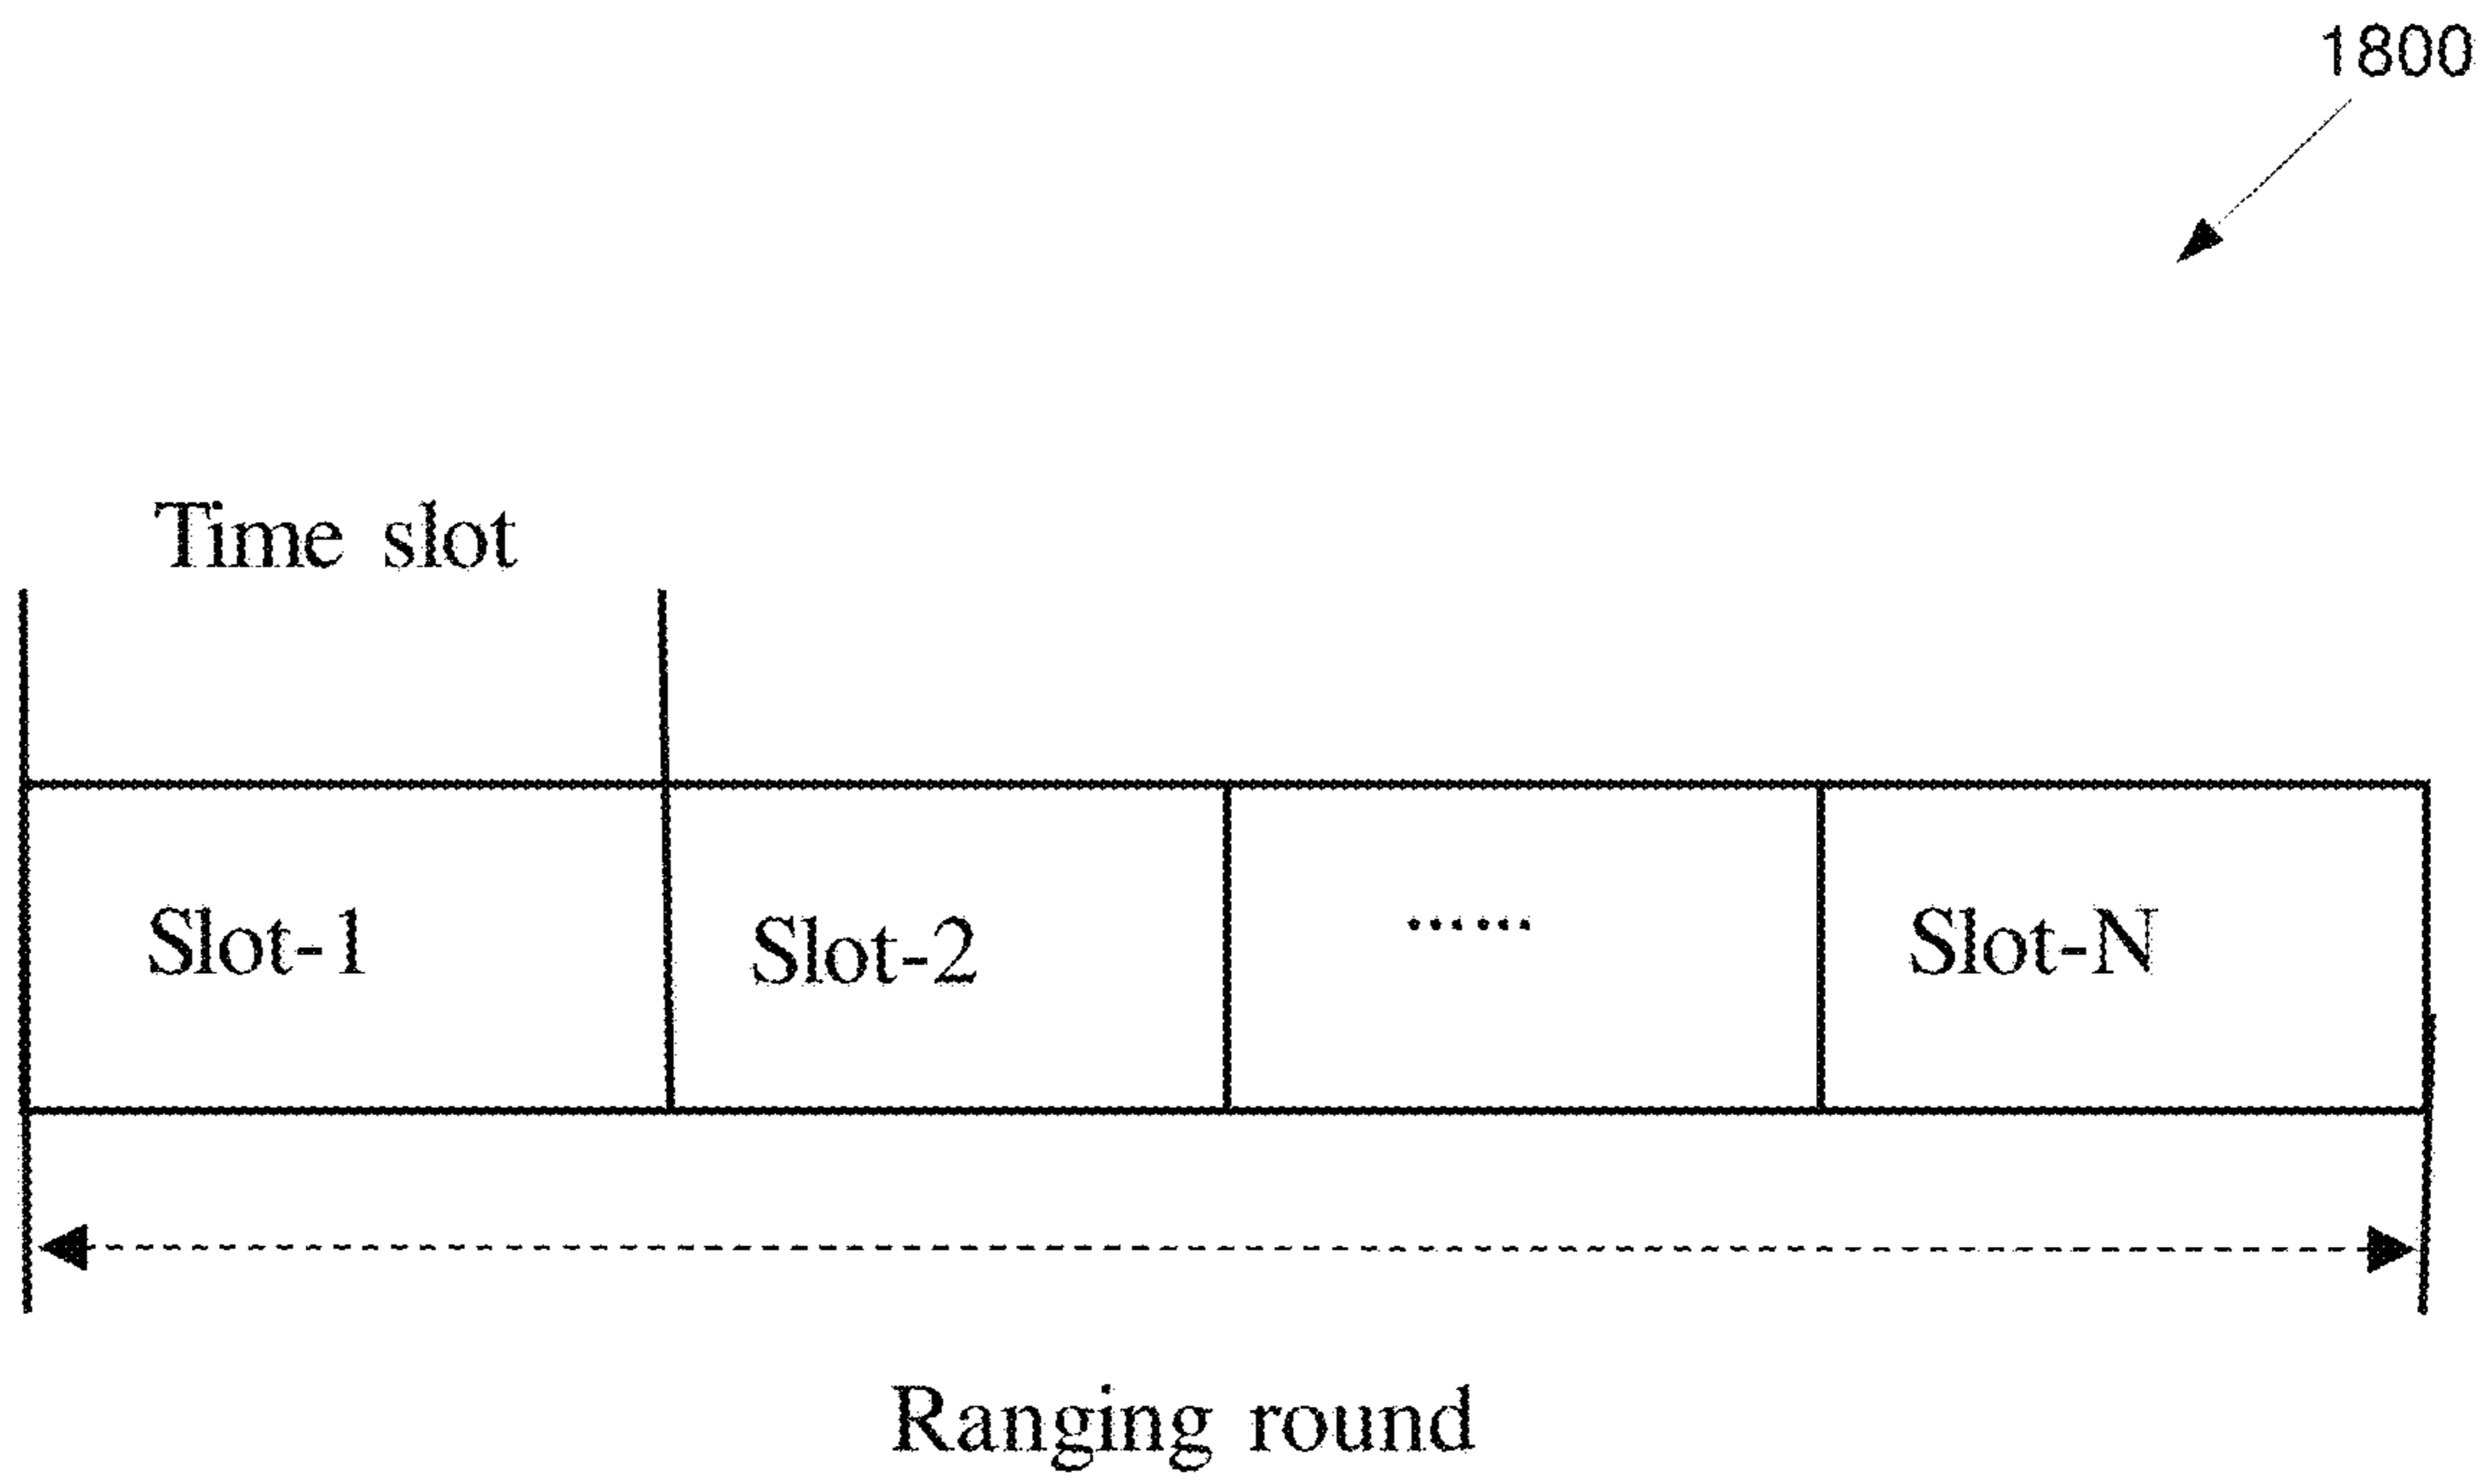 1800
Time slot
Slot-1
Slot-2
......
Slot-N
Ranging round